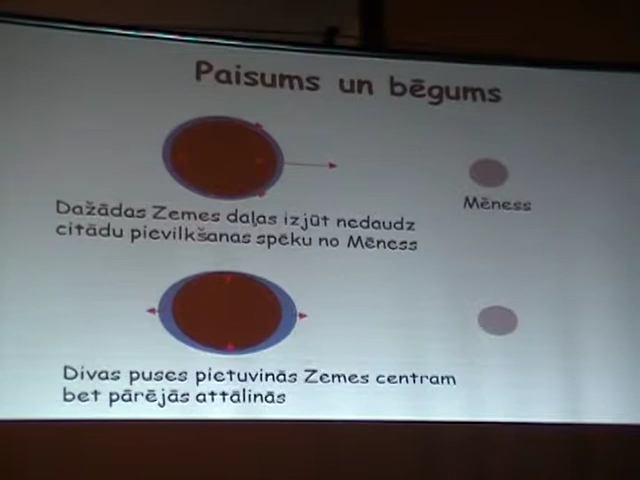 Paisums un bēgums
Mēness
Dažādas Zemes daļas izjūt nedaudz
citādu pievilkšanas spēku no Mēness
Divas puses pietuvinās Zemes centram
bet pārējās attālinās